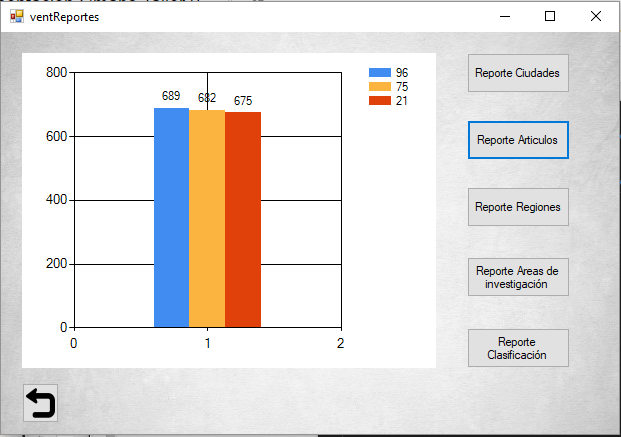 ventReportes
800
600
400
200
0
0
1
2
689
682
675
96
75
21
Reporte Ciudades
Reporte Articulos
Reporte Regiones
Reporte Areas de
investigación
Reporte
Clasificación